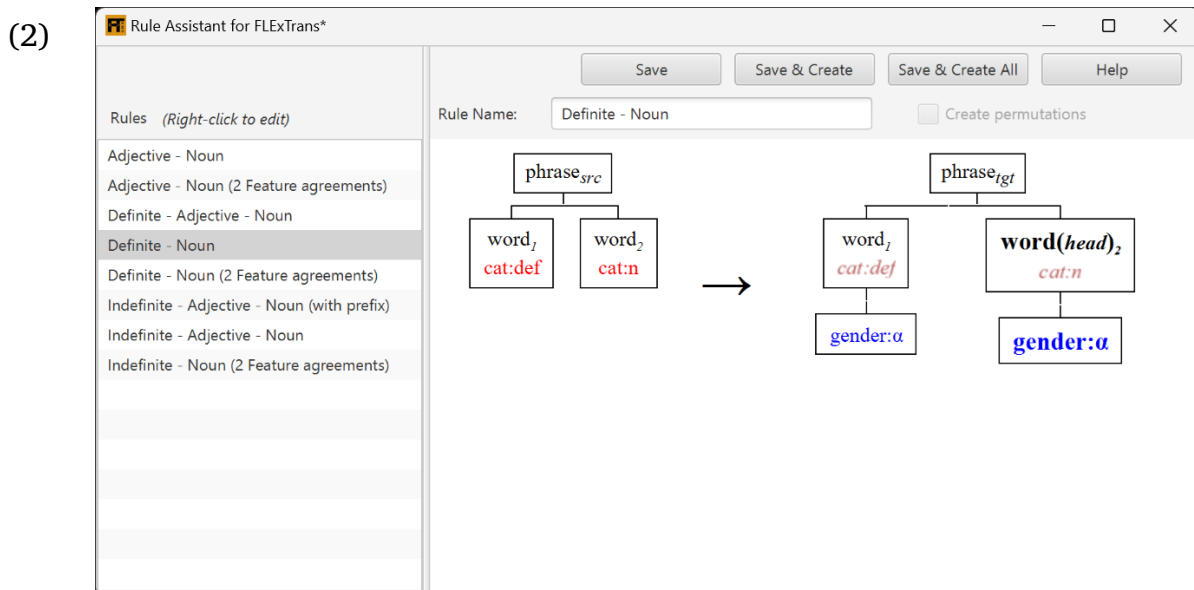 (2)
Rule Assistant for FLExTrans*
Save Save & Create Save & Create All Help
Rules (Right-click to edit)
Rule Name: Definite - Noun Create permutations
Adjective - Noun
Adjective - Noun (2 Feature agreements)
Definite - Adjective - Noun
Definite - Noun
Definite - Noun (2 Feature agreements)
Indefinite - Adjective - Noun (with prefix)
Indefinite - Adjective - Noun
Indefinite - Noun (2 Feature agreements)
phrasesrc
word1 word2
cat:def cat:n
→
phrasetgt
word1 word(head)2
cat:def cat:n
gender:α gender:α